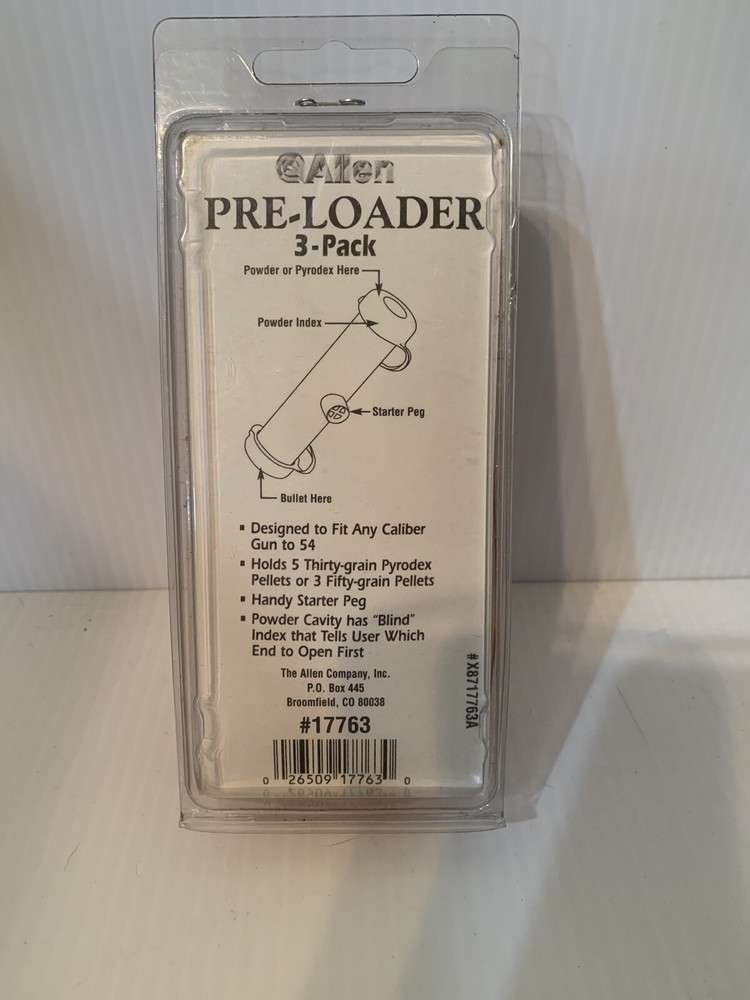 Allen
PRE-LOADER
3-Pack
Powder or Pyrodex Here
Powder Index
Starter Peg
Bullet Here
▪ Designed to Fit Any Caliber
Gun to 54
▪ Holds 5 Thirty-grain Pyrodex
Pellets or 3 Fifty-grain Pellets
▪ Handy Starter Peg
▪ Powder Cavity has "Blind"
Index that Tells User Which
End to Open First
The Allen Company, Inc.
P.O. Box 445
Broomfield, CO 80038
#17763
#X8717763A
0 26509 17763 0